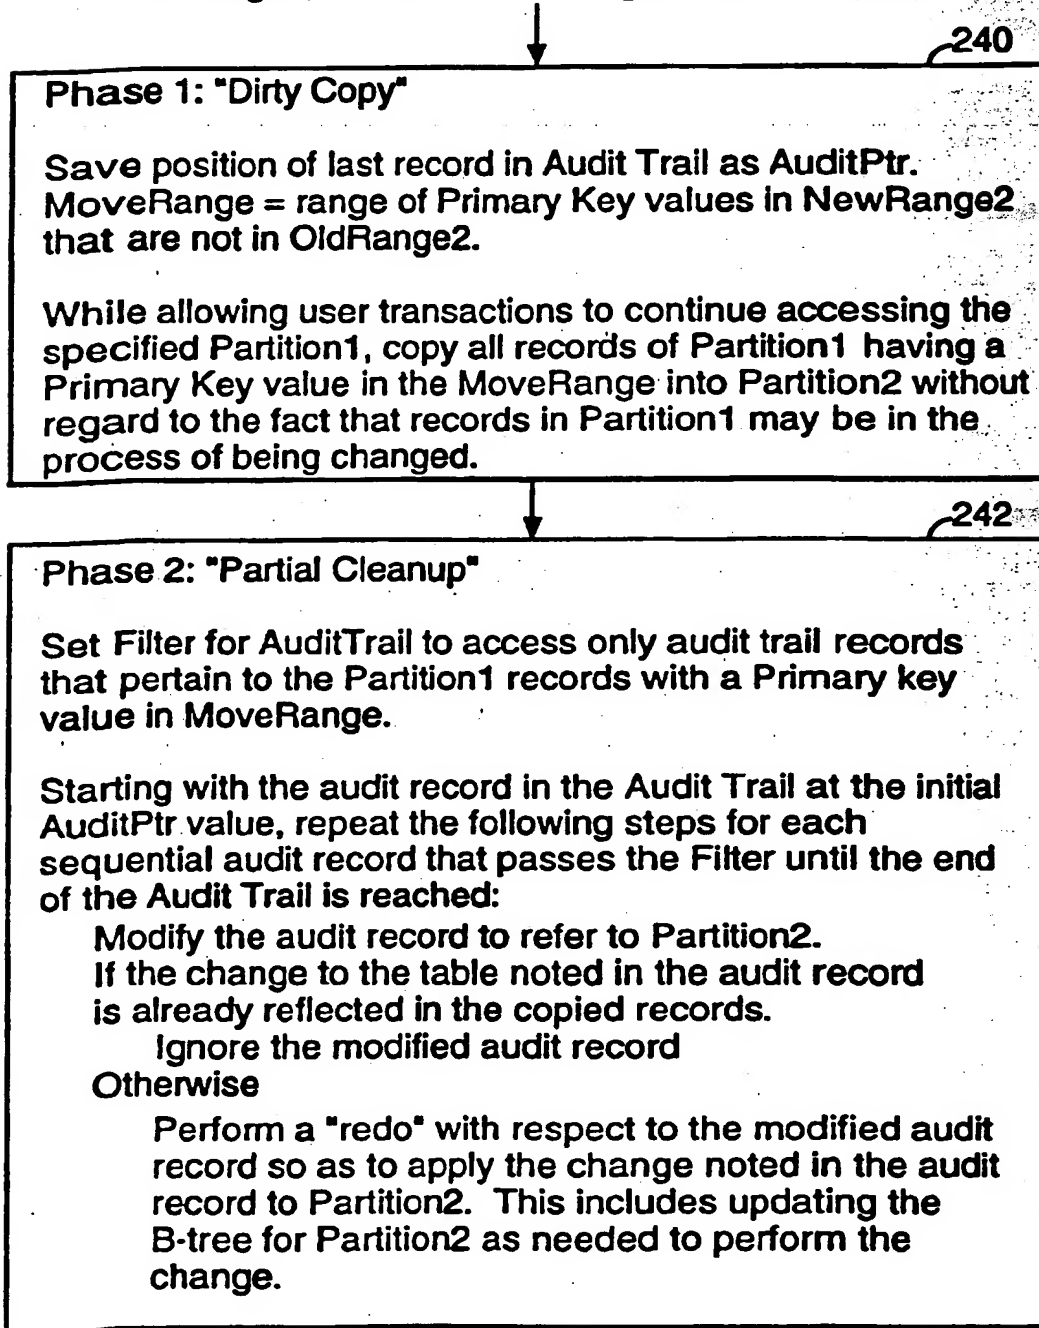 240
Phase 1: "Dirty Copy"
Save position of last record in Audit Trail as AuditPtr.
MoveRange = range of Primary Key values in NewRange2
that are not in OldRange2.
While allowing user transactions to continue accessing the
specified Partition1, copy all records of Partition1 having a
Primary Key value in the MoveRange into Partition2 without
regard to the fact that records in Partition1 may be in the
process of being changed.
242
Phase 2: "Partial Cleanup"
Set Filter for AuditTrail to access only audit trail records
that pertain to the Partition1 records with a Primary key
value in MoveRange.
Starting with the audit record in the Audit Trail at the initial
AuditPtr value, repeat the following steps for each
sequential audit record that passes the Filter until the end
of the Audit Trail is reached:
Modify the audit record to refer to Partition2.
If the change to the table noted in the audit record
is already reflected in the copied records.
Ignore the modified audit record
Otherwise
Perform a "redo" with respect to the modified audit
record so as to apply the change noted in the audit
record to Partition2. This includes updating the
B-tree for Partition2 as needed to perform the
change.